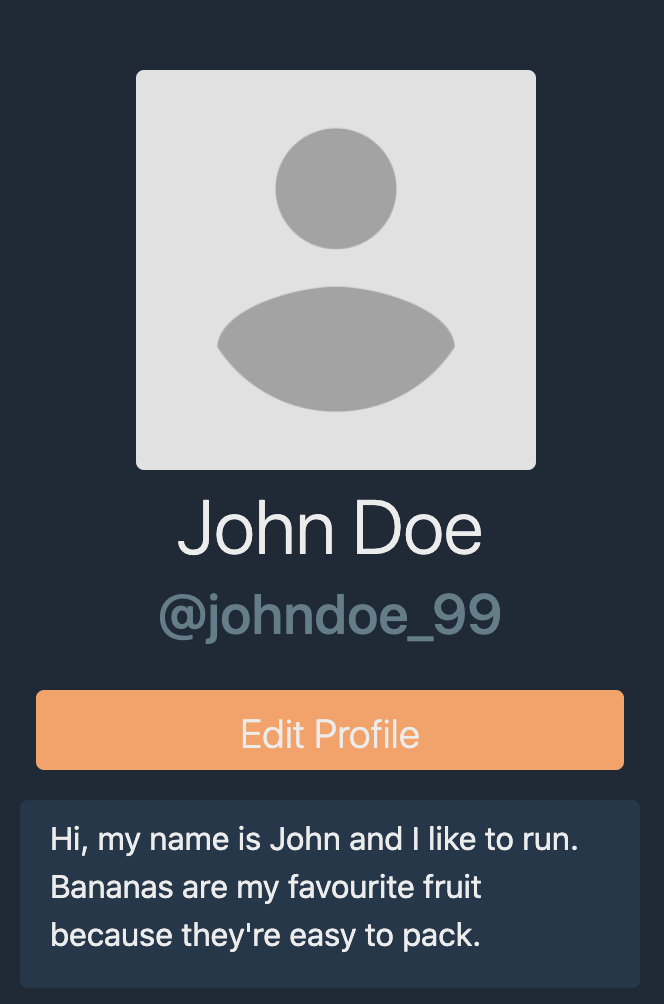 John Doe
@johndoe_99
Edit Profile
Hi, my name is John and I like to run.
Bananas are my favourite fruit
because they're easy to pack.